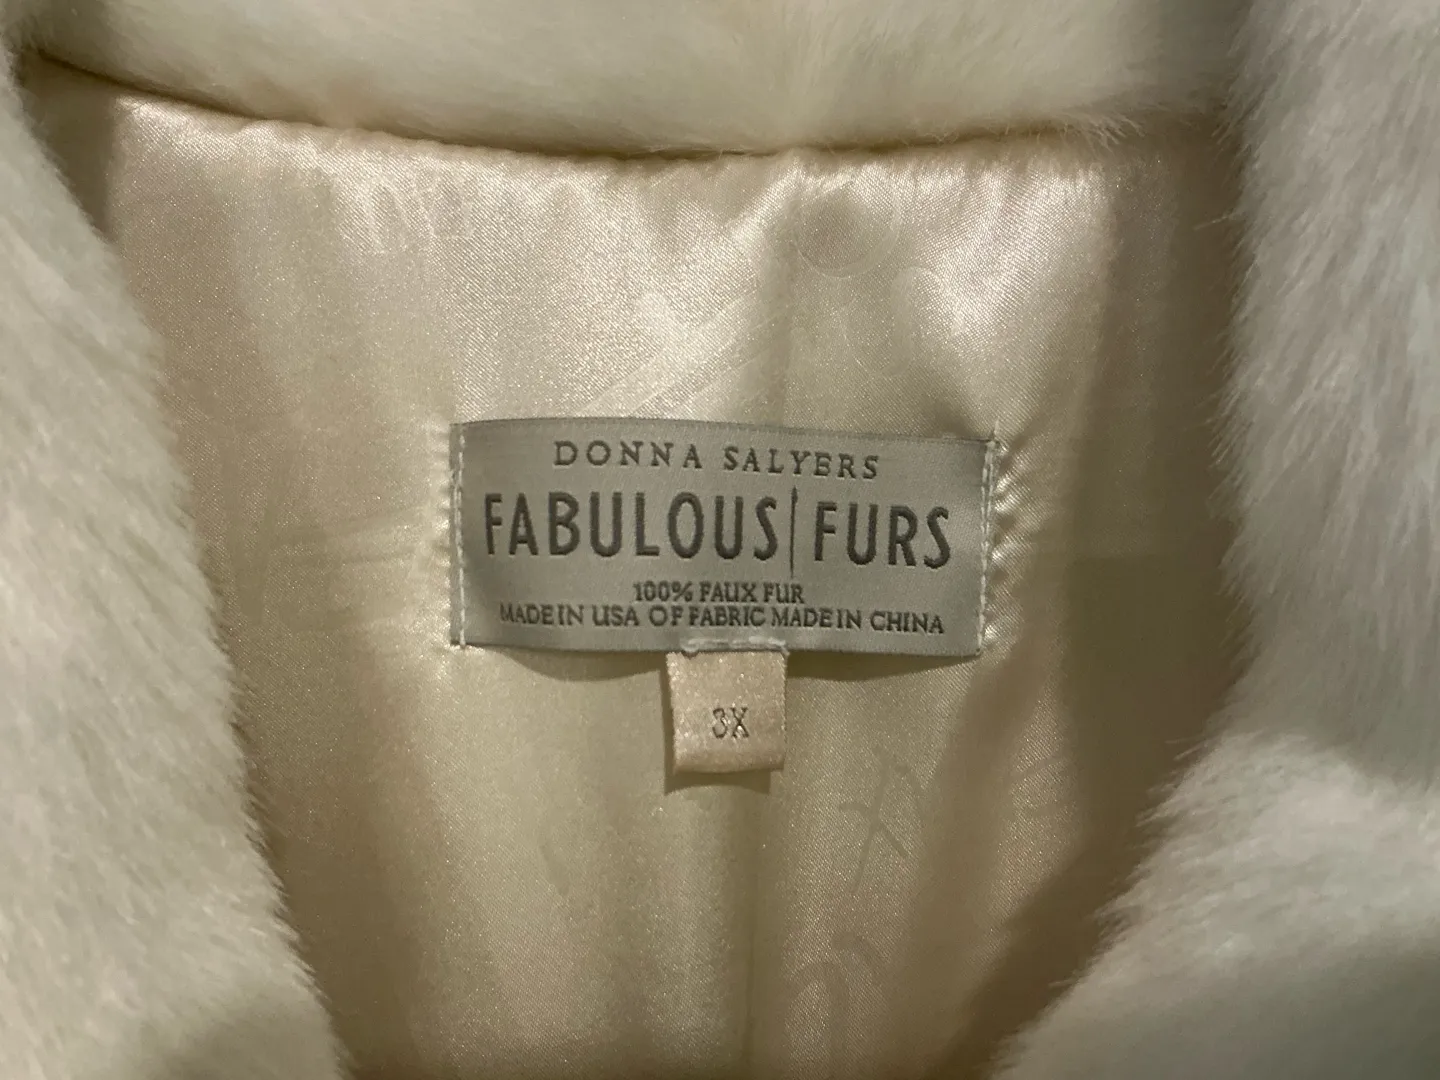 DONNA SALYERS
FABULOUS|FURS
100% FAUX FUR
MADE IN USA OF FABRIC MADE IN CHINA
3X